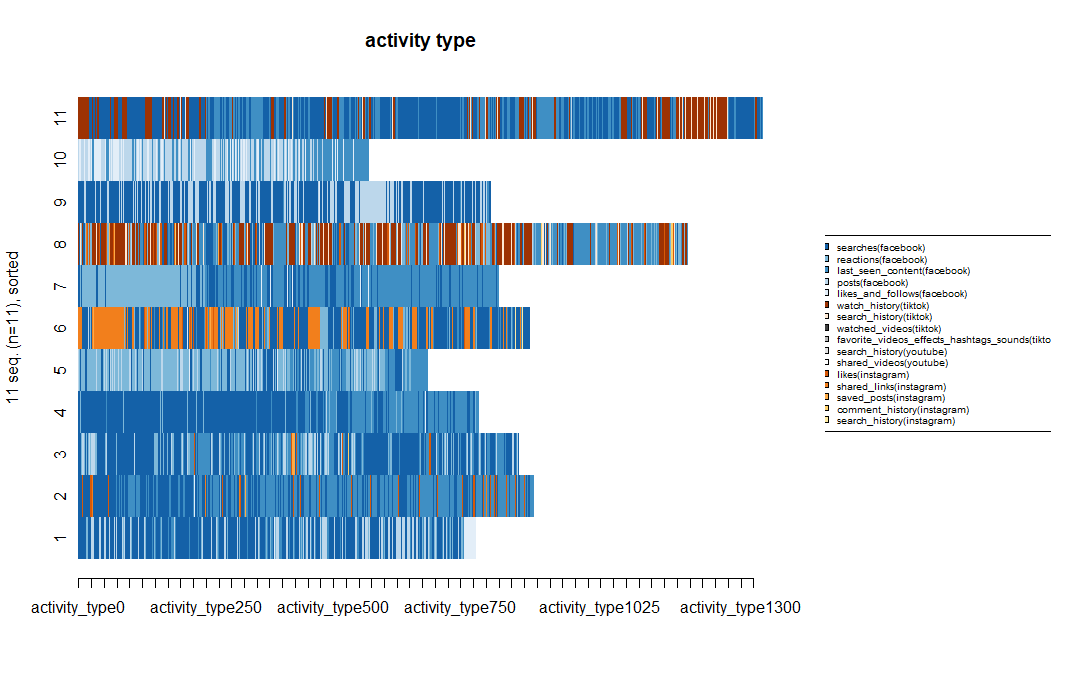 activity type
11 seq. (n=11), sorted
11
10
9
8
7
6
5
4
3
2
1
activity_type0 activity_type250 activity_type500 activity_type750 activity_type1025 activity_type1300
searches(facebook)
reactions(facebook)
last_seen_content(facebook)
posts(facebook)
likes_and_follows(facebook)
watch_history(tiktok)
search_history(tiktok)
watched_videos(tiktok)
favorite_videos_effects_hashtags_sounds(tikto
search_history(youtube)
shared_videos(youtube)
likes(instagram)
shared_links(instagram)
saved_posts(instagram)
comment_history(instagram)
search_history(instagram)